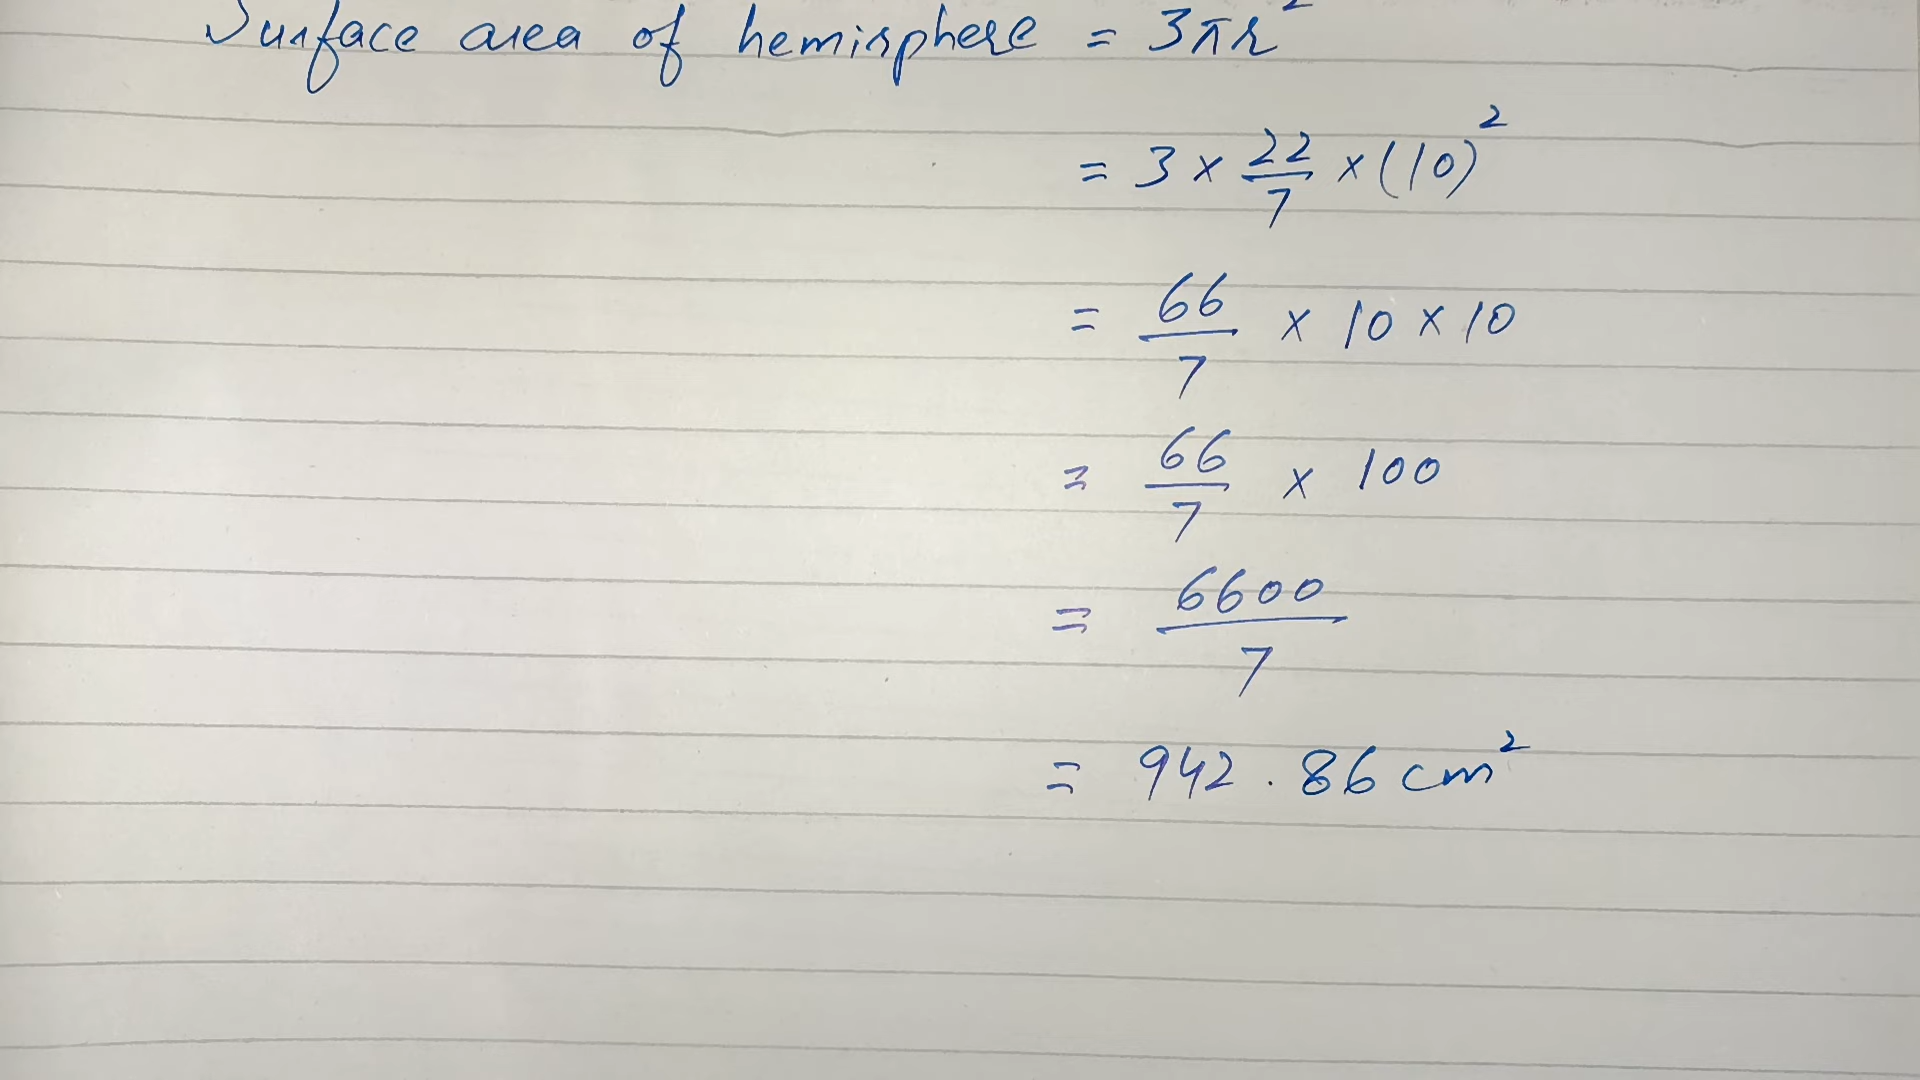 Surface area of hemisphere = 3πr²
= 3 × 22/7 × (10)²
= 66/7 × 10 × 10
= 66/7 × 100
= 6600/7
= 942.86 cm²